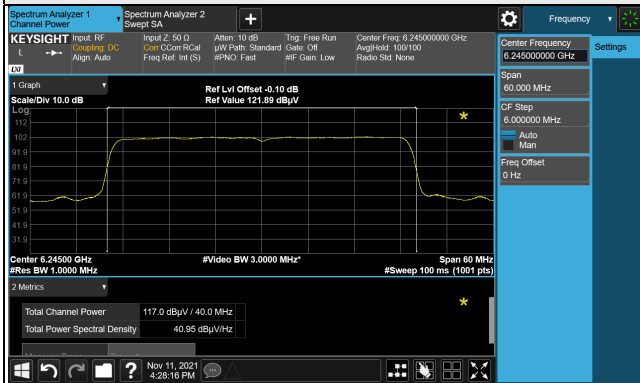 Spectrum Analyzer 1
Channel Power
Spectrum Analyzer 2
Swept SA
+
Frequency
KEYSIGHT
L
LXI
Input: RF
Coupling: DC
Align: Auto
Input Z: 50 Ω
Corr CCorr RCal
Freq Ref: Int (S)
Atten: 10 dB
µW Path: Standard
#PNO: Fast
Trig: Free Run
Gate: Off
#IF Gain: Low
Center Freq: 6.245000000 GHz
Avg|Hold: 100/100
Radio Std: None
Center Frequency
6.245000000 GHz
Settings
Span
60.000 MHz
CF Step
6.000000 MHz
Auto
Man
Freq Offset
0 Hz
1 Graph
Scale/Div 10.0 dB
Ref Lvl Offset -0.10 dB
Ref Value 121.89 dBµV
Log
112
102
91.9
81.9
71.9
61.9
51.9
41.9
31.9
Center 6.24500 GHz
#Video BW 3.0000 MHz*
Span 60 MHz
#Res BW 1.0000 MHz
#Sweep 100 ms (1001 pts)
2 Metrics
Total Channel Power 117.0 dBµV / 40.0 MHz
Total Power Spectral Density 40.95 dBµV/Hz
?
Nov 11, 2021
4:28:16 PM